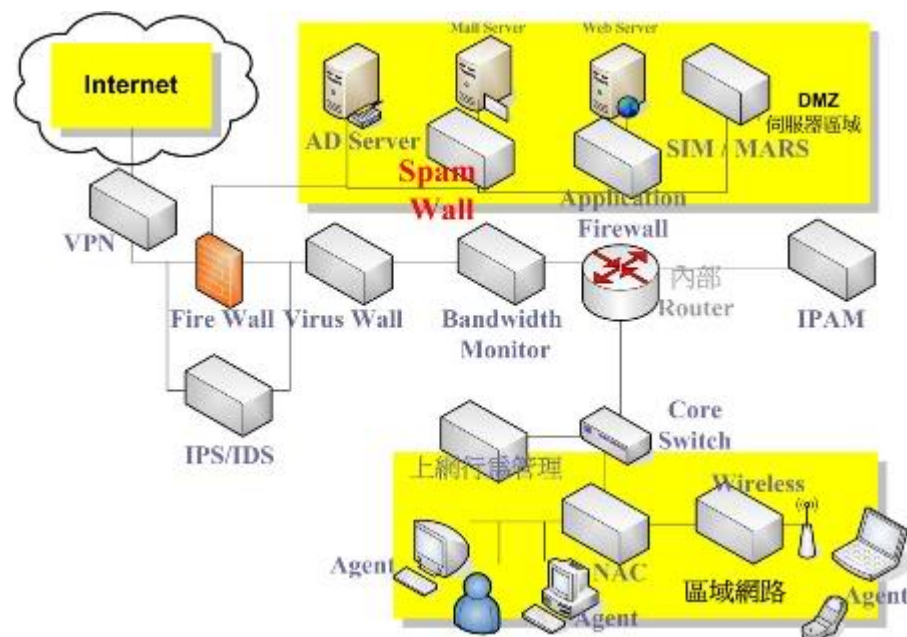 Internet
Mail Server
Web Server
AD Server
Spam
Wall
Application
Firewall
SIM / MARS
DMZ
伺服器區域
VPN
Fire Wall
Virus Wall
Bandwidth
Monitor
內部
Router
IPAM
IPS/IDS
Core
Switch
上網行為管理
Wireless
Agent
NAC
Agent
區域網路
Agent